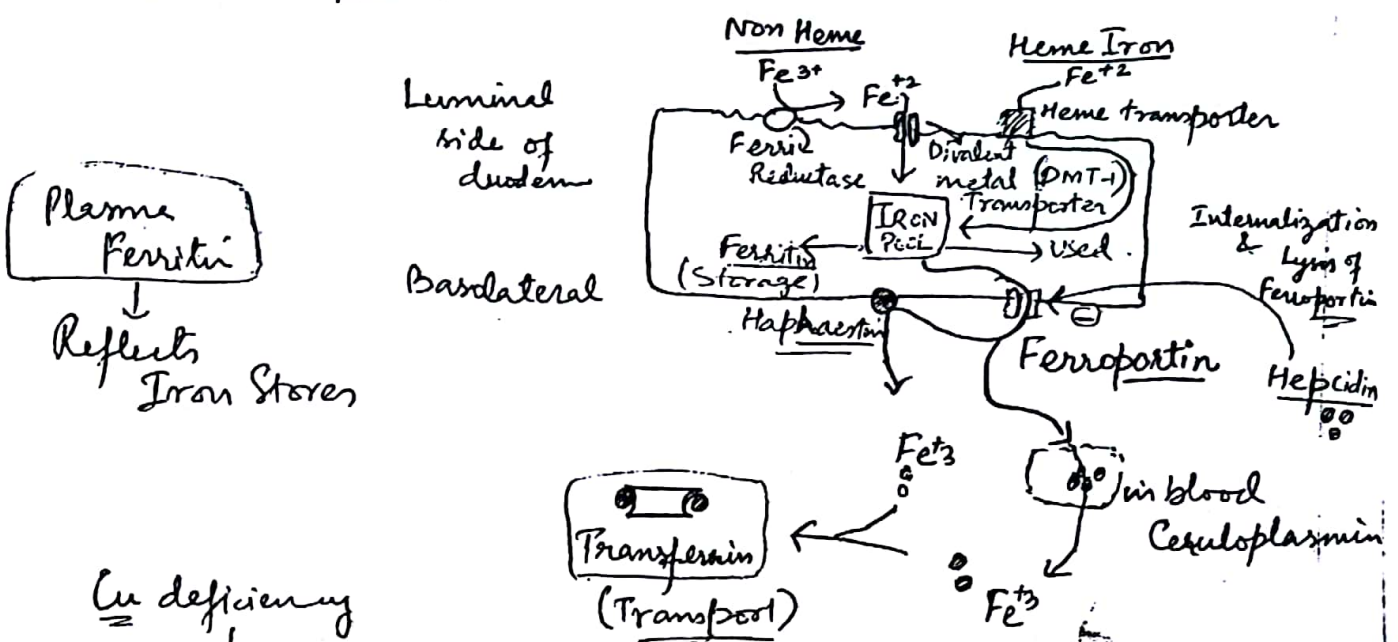 Non Heme
Fe3+
Fe+2
Heme Iron
Fe+2
Heme transporter
Luminal
side of
duoden
Ferric
Reductase
Divalent
metal (DMT-1)
Transporter
IRON
POOL
Used
Ferritin
(Storage)
Basolateral
Haphaestin
Ferroportin
Internalization
&
Lysis of
Ferroportin
Hepcidin
Plasma
Ferritin
Reflects
Iron Stores
Fe+3
in blood
Ceruloplasmin
Fe+3
Transferrin
(Transport)
Cu deficiency